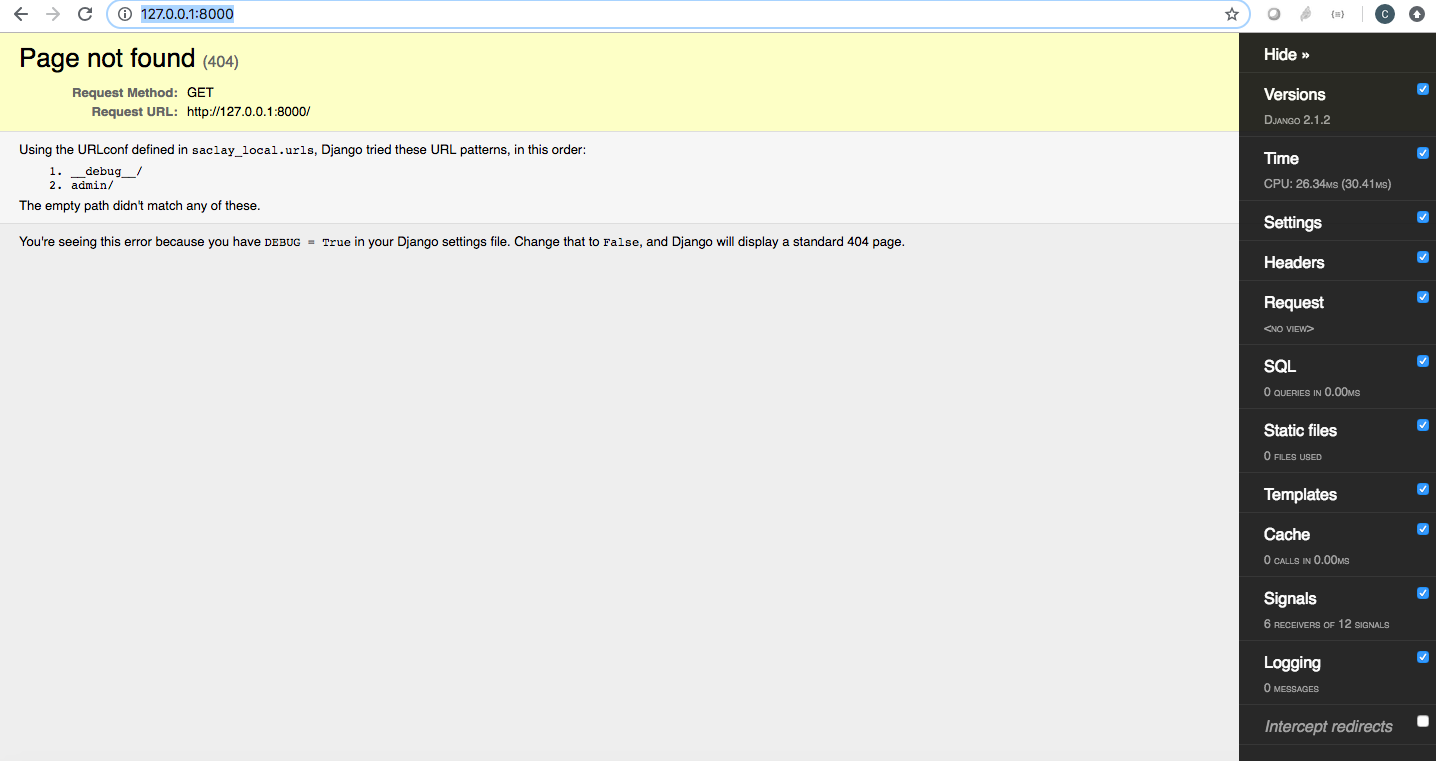 127.0.0.1:8000
C
Page not found (404)
Request Method: GET
Request URL: http://127.0.0.1:8000/
Using the URLconf defined in saclay_local.urls, Django tried these URL patterns, in this order:
1. __debug__/
2. admin/
The empty path didn't match any of these.
You're seeing this error because you have DEBUG = True in your Django settings file. Change that to False, and Django will display a standard 404 page.
Hide »
Versions
Django 2.1.2
Time
CPU: 26.34ms (30.41ms)
Settings
Headers
Request
<no view>
SQL
0 queries in 0.00ms
Static files
0 files used
Templates
Cache
0 calls in 0.00ms
Signals
6 receivers of 12 signals
Logging
0 messages
Intercept redirects